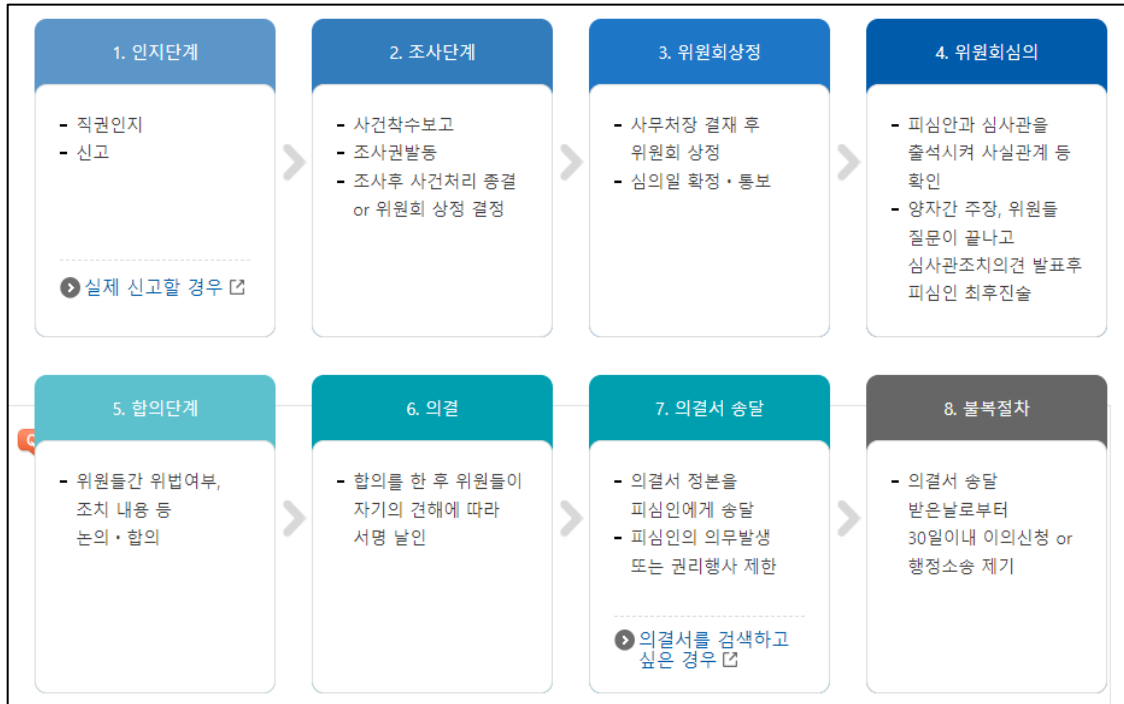 1. 인지단계
- 직권인지
- 신고
실제 신고할 경우
2. 조사단계
- 사건착수보고
- 조사권발동
- 조사후 사건처리 종결
or 위원회 상정 결정
3. 위원회상정
- 사무처장 결재 후
위원회 상정
- 심의일 확정・통보
4. 위원회심의
- 피심안과 심사관을
출석시켜 사실관계 등
확인
- 양자간 주장, 위원들
질문이 끝나고
심사관조치의견 발표후
피심인 최후진술
5. 합의단계
- 위원들간 위법여부,
조치 내용 등
논의・합의
6. 의결
- 합의를 한 후 위원들이
자기의 견해에 따라
서명 날인
7. 의결서 송달
- 의결서 정본을
피심인에게 송달
- 피심인의 의무발생
또는 권리행사 제한
의결서를 검색하고
싶은 경우
8. 불복절차
- 의결서 송달
받은날로부터
30일이내 이의신청 or
행정소송 제기